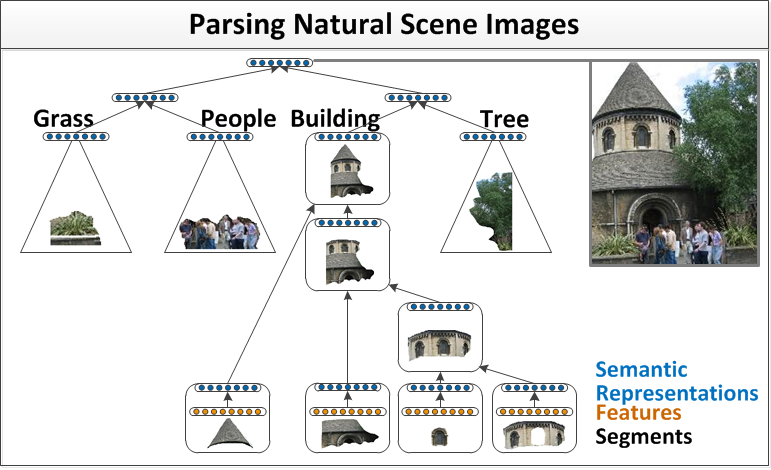 Parsing Natural Scene Images
Grass People Building Tree
Semantic
Representations
Features
Segments